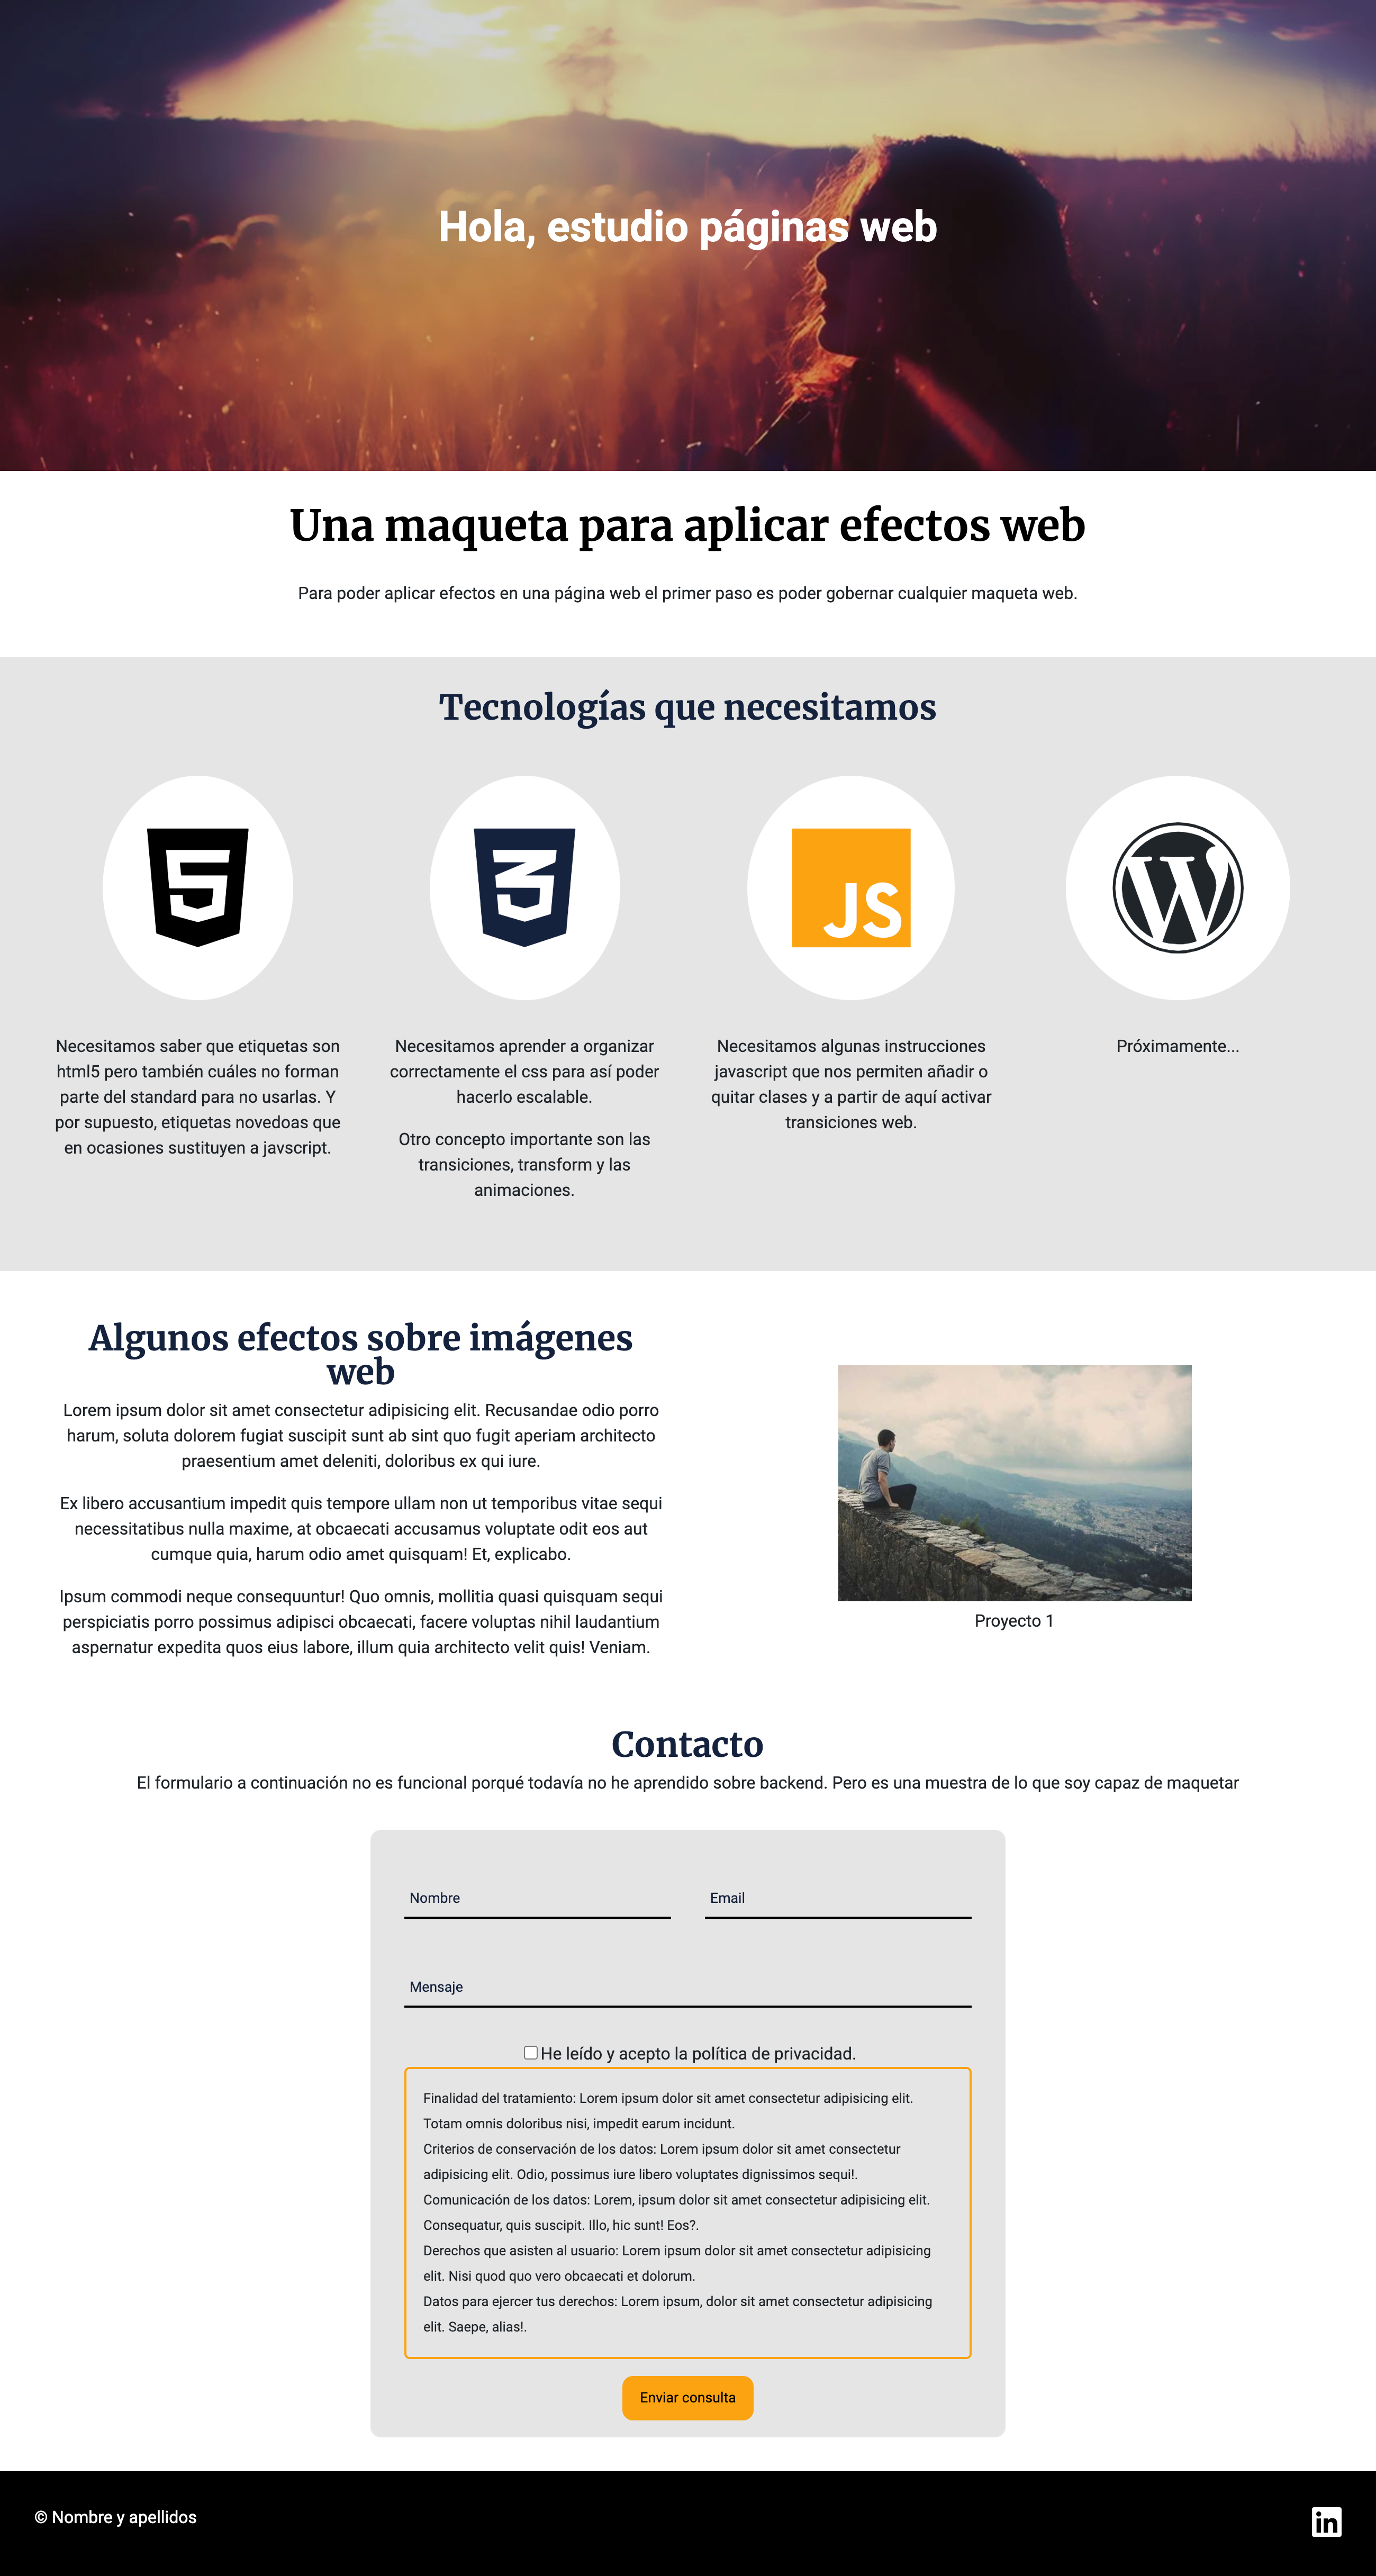 Hola, estudio páginas web
Una maqueta para aplicar efectos web
Para poder aplicar efectos en una página web el primer paso es poder gobernar cualquier maqueta web.
Tecnologías que necesitamos
5
3
JS
W
Necesitamos saber que etiquetas son
html5 pero también cuáles no forman
parte del standard para no usarlas. Y
por supuesto, etiquetas novedoas que
en ocasiones sustituyen a javscript.
Necesitamos aprender a organizar
correctamente el css para así poder
hacerlo escalable.
Otro concepto importante son las
transiciones, transform y las
animaciones.
Necesitamos algunas instrucciones
javascript que nos permiten añadir o
quitar clases y a partir de aquí activar
transiciones web.
Próximamente...
Algunos efectos sobre imágenes
web
Lorem ipsum dolor sit amet consectetur adipisicing elit. Recusandae odio porro
harum, soluta dolorem fugiat suscipit sunt ab sint quo fugit aperiam architecto
praesentium amet deleniti, doloribus ex qui iure.
Ex libero accusantium impedit quis tempore ullam non ut temporibus vitae sequi
necessitatibus nulla maxime, at obcaecati accusamus voluptate odit eos aut
cumque quia, harum odio amet quisquam! Et, explicabo.
Ipsum commodi neque consequuntur! Quo omnis, mollitia quasi quisquam sequi
perspiciatis porro possimus adipisci obcaecati, facere voluptas nihil laudantium
aspernatur expedita quos eius labore, illum quia architecto velit quis! Veniam.
Proyecto 1
Contacto
El formulario a continuación no es funcional porqué todavía no he aprendido sobre backend. Pero es una muestra de lo que soy capaz de maquetar
Nombre
Email
Mensaje
He leído y acepto la política de privacidad.
Finalidad del tratamiento: Lorem ipsum dolor sit amet consectetur adipisicing elit.
Totam omnis doloribus nisi, impedit earum incidunt.
Criterios de conservación de los datos: Lorem ipsum dolor sit amet consectetur
adipisicing elit. Odio, possimus iure libero voluptates dignissimos sequi!.
Comunicación de los datos: Lorem, ipsum dolor sit amet consectetur adipisicing elit.
Consequatur, quis suscipit. Illo, hic sunt! Eos?.
Derechos que asisten al usuario: Lorem ipsum dolor sit amet consectetur adipisicing
elit. Nisi quod quo vero obcaecati et dolorum.
Datos para ejercer tus derechos: Lorem ipsum, dolor sit amet consectetur adipisicing
elit. Saepe, alias!.
Enviar consulta
© Nombre y apellidos
in